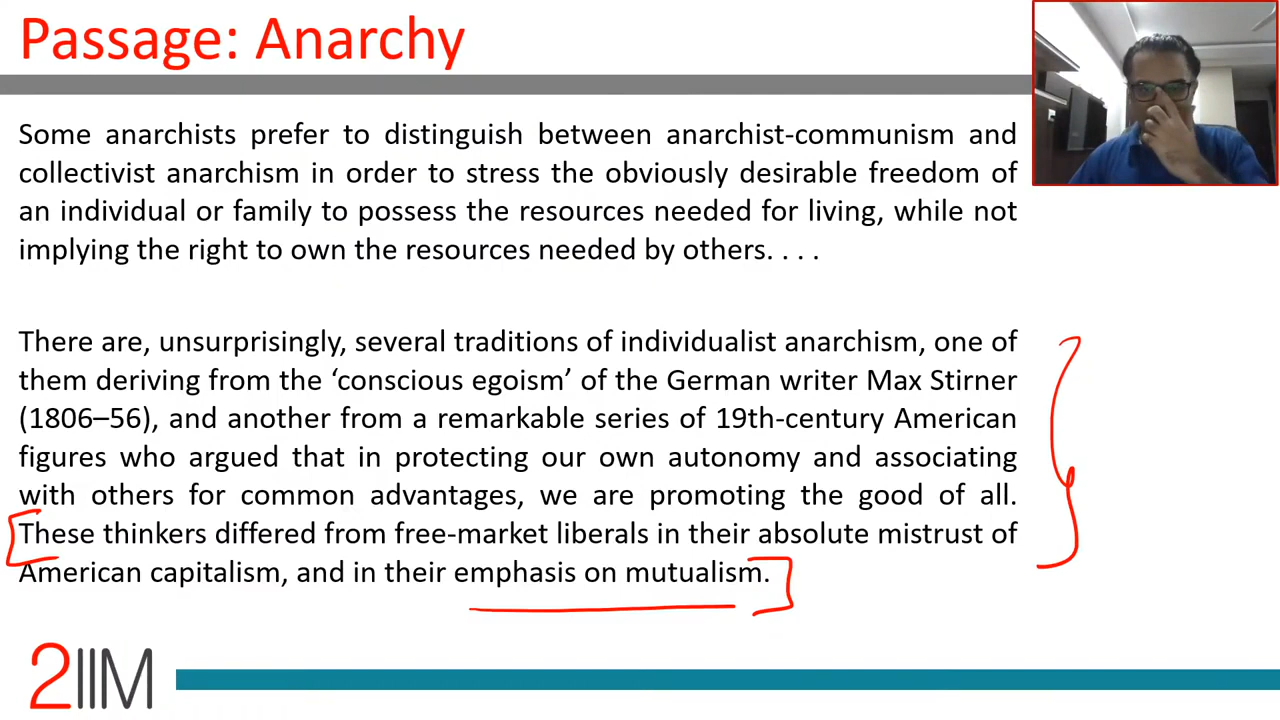 Passage: Anarchy
Some anarchists prefer to distinguish between anarchist-communism and
collectivist anarchism in order to stress the obviously desirable freedom of
an individual or family to possess the resources needed for living, while not
implying the right to own the resources needed by others. . . .
There are, unsurprisingly, several traditions of individualist anarchism, one of
them deriving from the ‘conscious egoism’ of the German writer Max Stirner
(1806–56), and another from a remarkable series of 19th-century American
figures who argued that in protecting our own autonomy and associating
with others for common advantages, we are promoting the good of all.
These thinkers differed from free-market liberals in their absolute mistrust of
American capitalism, and in their emphasis on mutualism.
2IIM